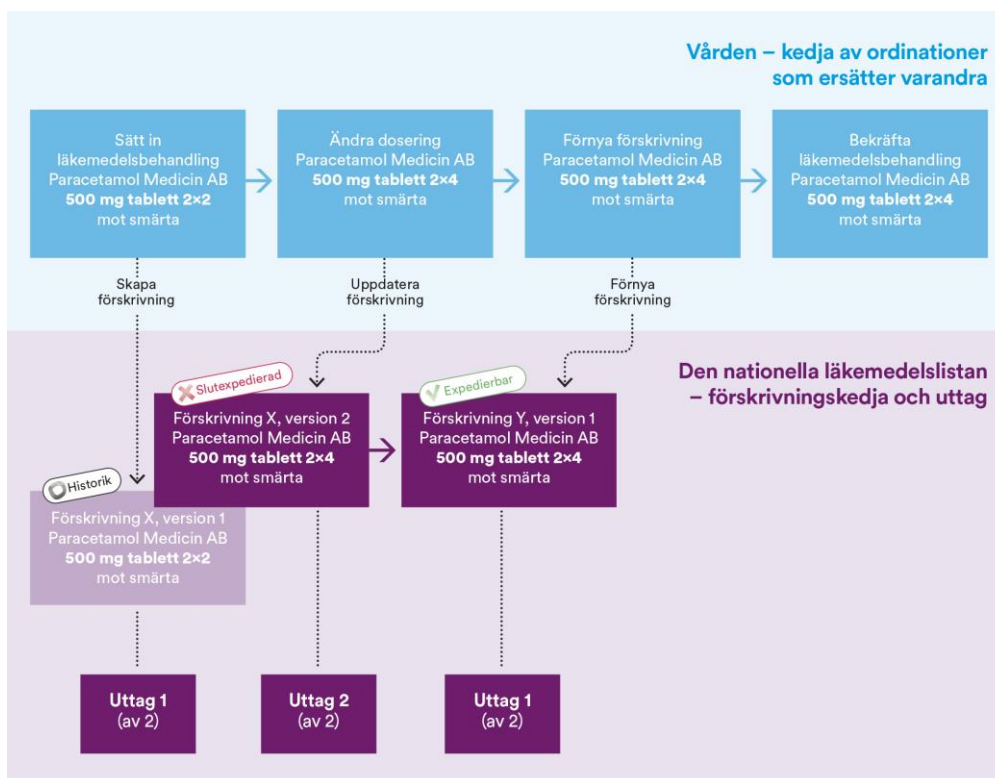 Vården – kedja av ordinationer
som ersätter varandra
Sätt in
läkemedelsbehandling
Paracetamol Medicin AB
500 mg tablett 2×2
mot smärta
Ändra dosering
Paracetamol Medicin AB
500 mg tablett 2×4
mot smärta
Förnya förskrivning
Paracetamol Medicin AB
500 mg tablett 2×4
mot smärta
Bekräfta
läkemedelsbehandling
Paracetamol Medicin AB
500 mg tablett 2×4
mot smärta
Skapa
förskrivning
Uppdatera
förskrivning
Förnya
förskrivning
Den nationella läkemedelslistan
– förskrivningskedja och uttag
Slutexpedierad
Förskrivning X, version 2
Paracetamol Medicin AB
500 mg tablett 2×4
mot smärta
Expedierbar
Förskrivning Y, version 1
Paracetamol Medicin AB
500 mg tablett 2×4
mot smärta
Historik
Förskrivning X, version 1
Paracetamol Medicin AB
500 mg tablett 2×2
mot smärta
Uttag 1
(av 2)
Uttag 2
(av 2)
Uttag 1
(av 2)